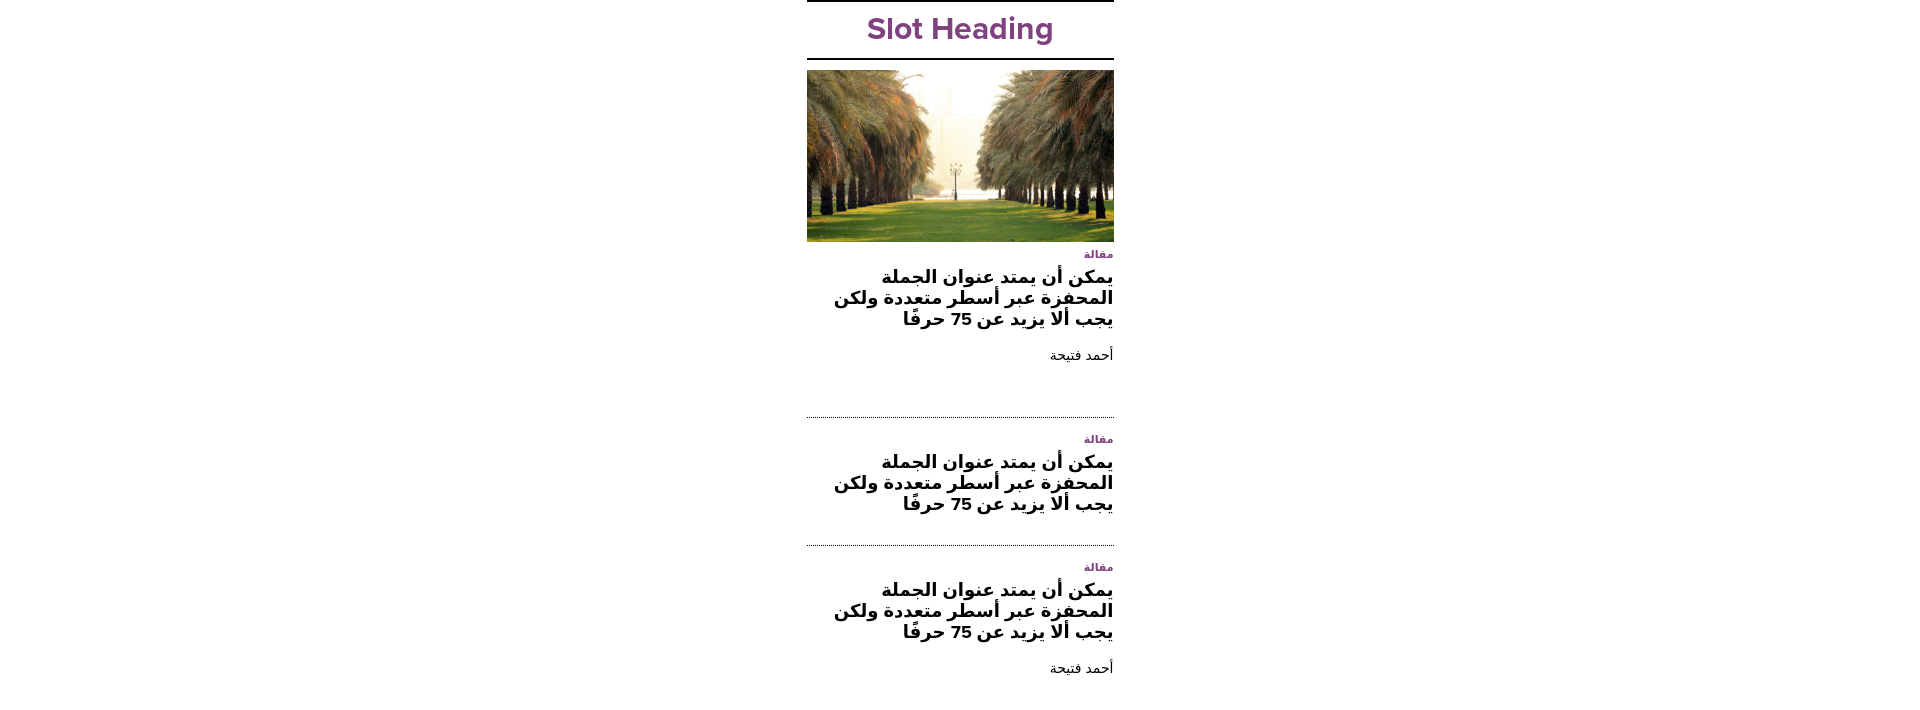 Slot Heading
مقالة
يمكن أن يمتد عنوان الجملة
المحفزة عبر أسطر متعددة ولكن
يجب ألا يزيد عن 75 حرفًا
أحمد فتيحة
مقالة
يمكن أن يمتد عنوان الجملة
المحفزة عبر أسطر متعددة ولكن
يجب ألا يزيد عن 75 حرفًا
مقالة
يمكن أن يمتد عنوان الجملة
المحفزة عبر أسطر متعددة ولكن
يجب ألا يزيد عن 75 حرفًا
أحمد فتيحة